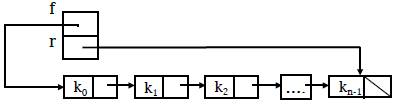 f
r
k0 k1 k2 .... kn-1